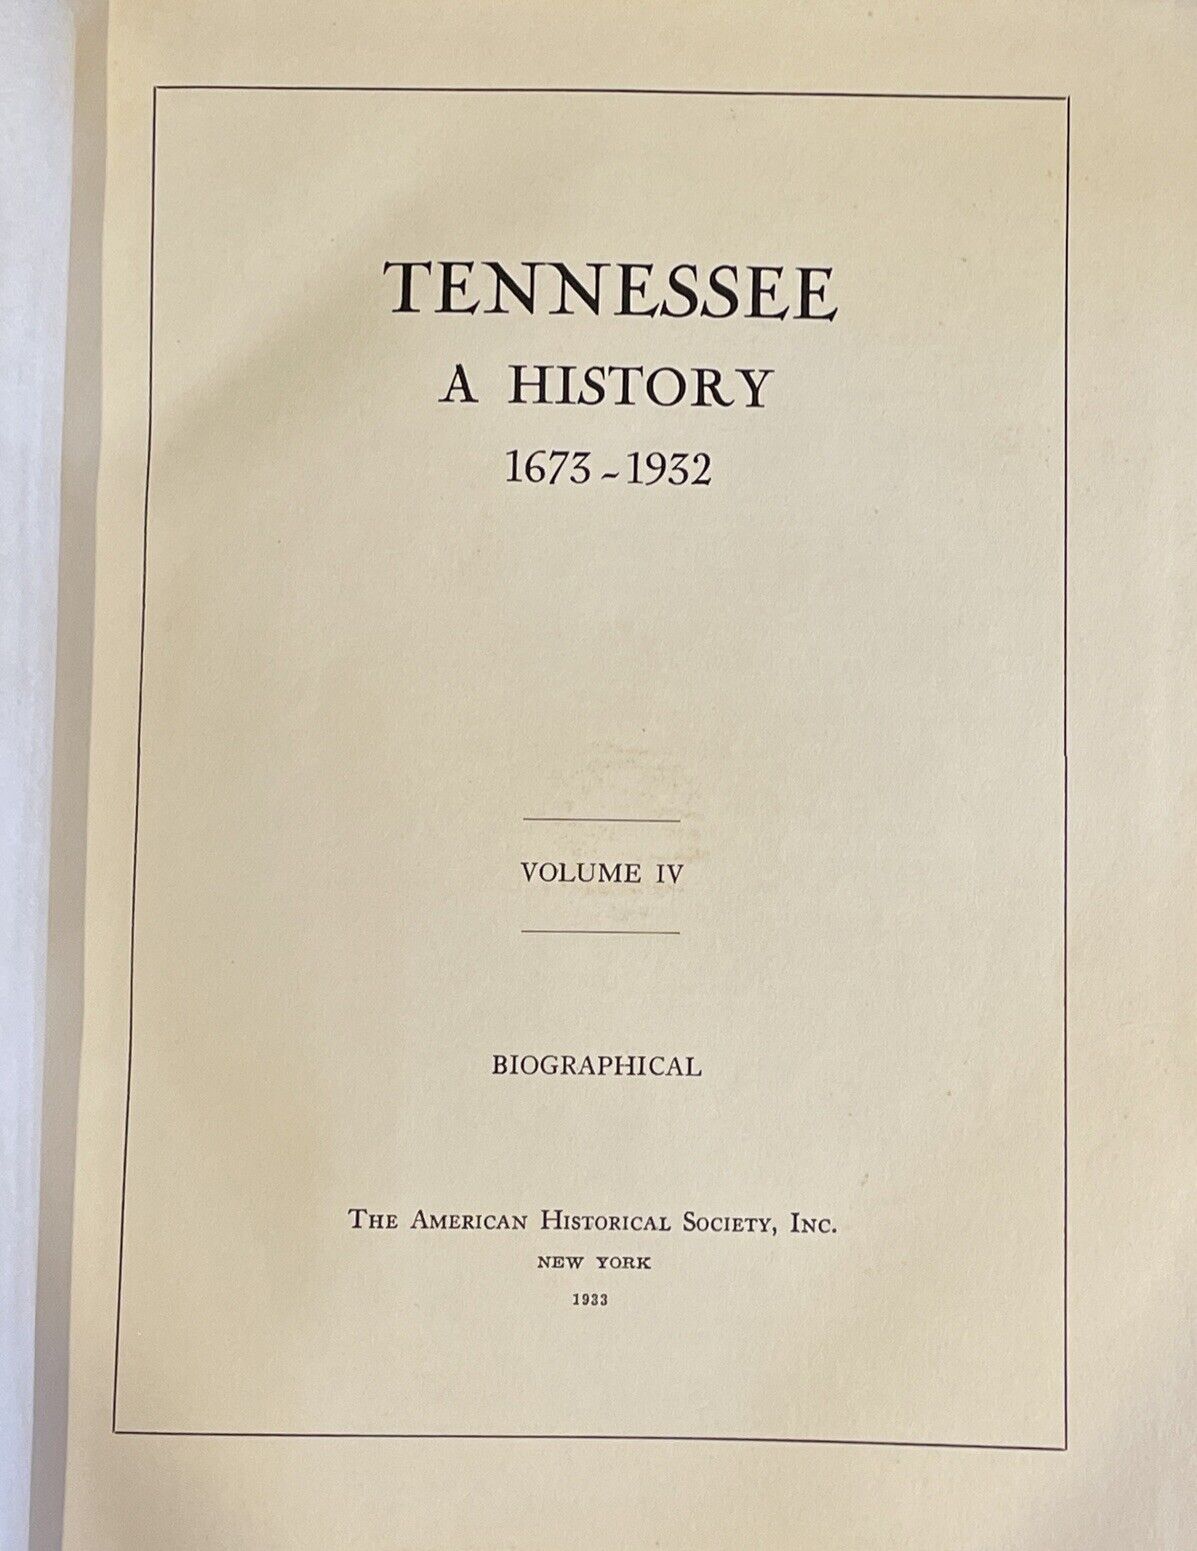 TENNESSEE
A HISTORY
1673~1932
VOLUME IV
BIOGRAPHICAL
THE AMERICAN HISTORICAL SOCIETY, INC.
NEW YORK
1933